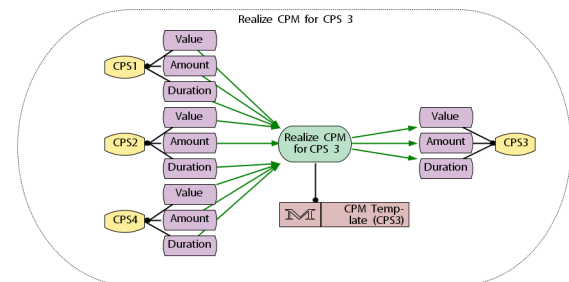 Realize CPM for CPS 3
Value
CPS1
Amount
Duration
Value
CPS2
Amount
Duration
Value
CPS4
Amount
Duration
Realize CPM
for CPS 3
M
CPM Temp-
late (CPS3)
Value
Amount
CPS3
Duration